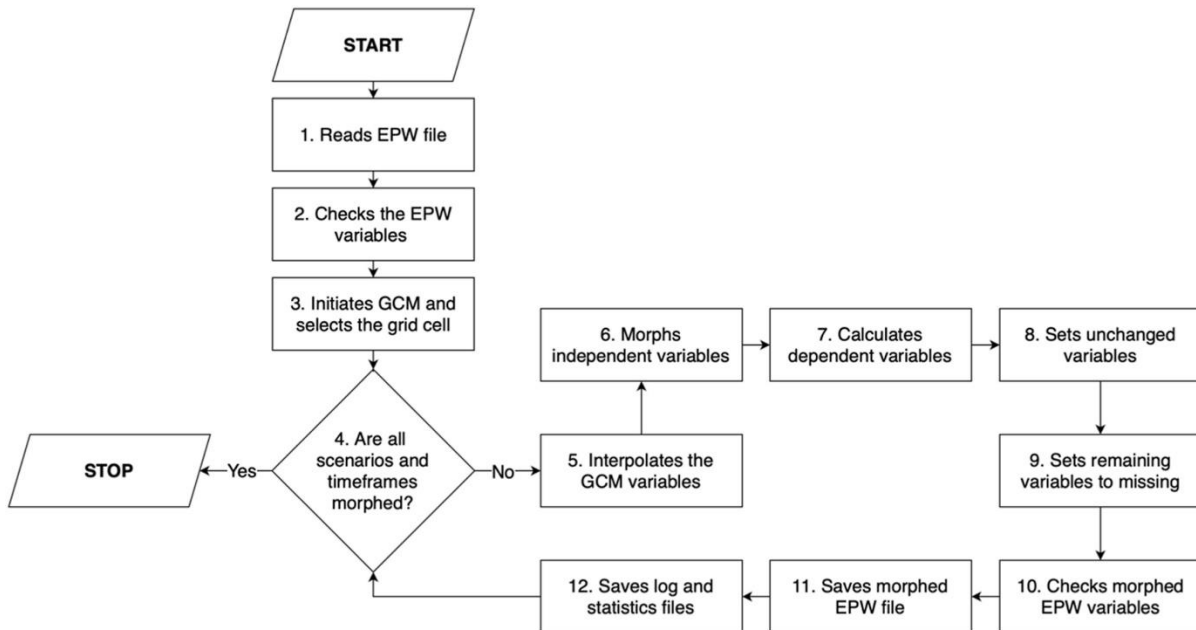 START
1. Reads EPW file
2. Checks the EPW
variables
3. Initiates GCM and
selects the grid cell
4. Are all
scenarios and
timeframes
morphed?
Yes
STOP
No
5. Interpolates the
GCM variables
6. Morphs
independent variables
7. Calculates
dependent variables
8. Sets unchanged
variables
9. Sets remaining
variables to missing
10. Checks morphed
EPW variables
11. Saves morphed
EPW file
12. Saves log and
statistics files